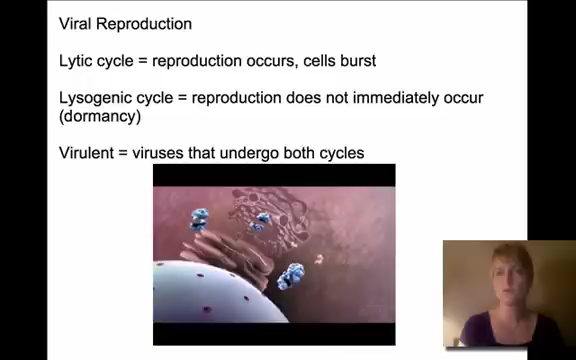 Viral Reproduction
Lytic cycle = reproduction occurs, cells burst
Lysogenic cycle = reproduction does not immediately occur
(dormancy)
Virulent = viruses that undergo both cycles